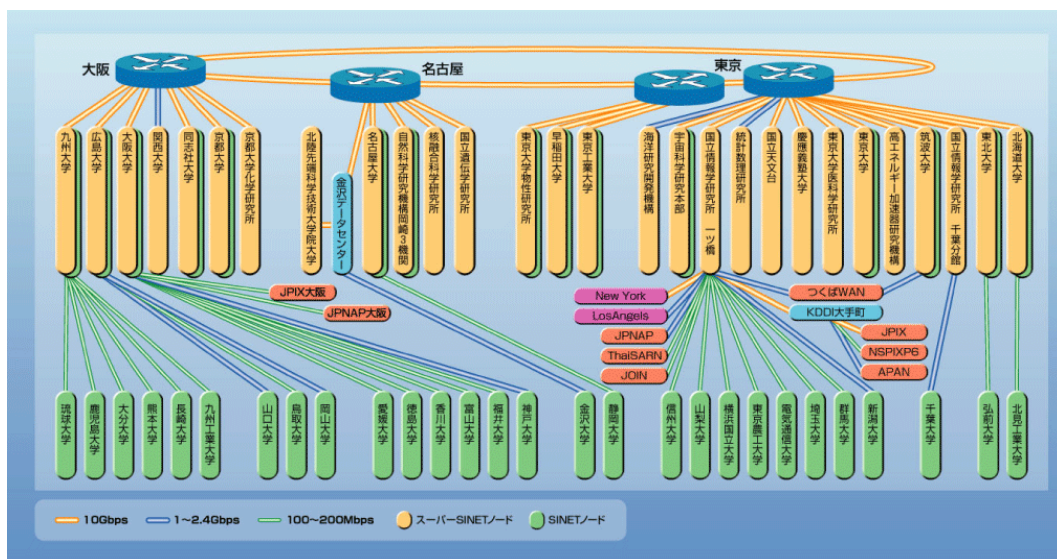 大阪
名古屋
東京
九州大学
広島大学
大阪大学
関西大学
同志社大学
京都大学
京都大学化学研究所
北陸先端科学技術大学院大学
金沢データセンター
名古屋大学
自然科学研究機構岡崎3機関
核融合科学研究所
国立遺伝学研究所
東京大学物性研究所
早稲田大学
東京工業大学
海洋研究開発機構
宇宙科学研究本部
国立情報学研究所 一ツ橋
統計数理研究所
国立天文台
慶應義塾大学
東京大学医科学研究所
東京大学
高エネルギー加速器研究機構
筑波大学
国立情報学研究所 千葉分館
東北大学
北海道大学
JPIX大阪
JPNAP大阪
New York
LosAngels
JPNAP
ThaiSARN
JOIN
つくばWAN
KDDI大手町
JPIX
NSPIXP6
APAN
琉球大学
鹿児島大学
大分大学
熊本大学
長崎大学
九州工業大学
山口大学
鳥取大学
岡山大学
愛媛大学
徳島大学
香川大学
富山大学
福井大学
神戸大学
金沢大学
静岡大学
信州大学
山梨大学
横浜国立大学
東京農工大学
電気通信大学
埼玉大学
群馬大学
新潟大学
千葉大学
弘前大学
北見工業大学
10Gbps
1～2.4Gbps
100～200Mbps
スーパーSINETノード
SINETノード